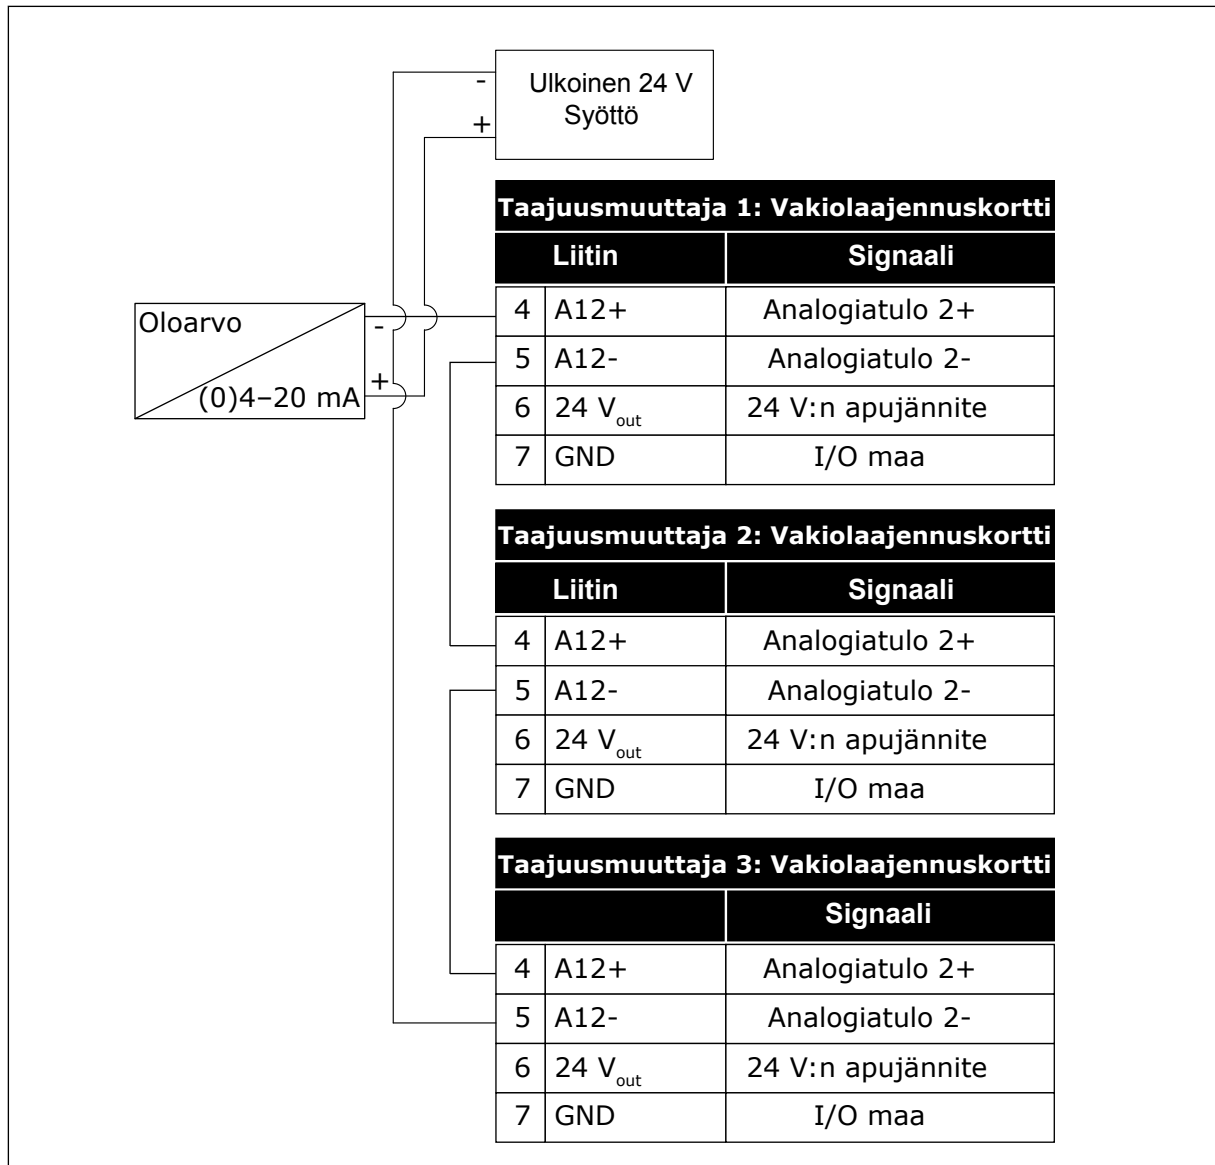 -
Ulkoinen 24 V
Syöttö
+
Taajuusmuuttaja 1: Vakiolaajennuskortti
Liitin Signaali
Oloarvo
-
+
(0)4–20 mA
4 A12+ Analogiatulo 2+
5 A12- Analogiatulo 2-
6 24 Vout 24 V:n apujännite
7 GND I/O maa
Taajuusmuuttaja 2: Vakiolaajennuskortti
Liitin Signaali
4 A12+ Analogiatulo 2+
5 A12- Analogiatulo 2-
6 24 Vout 24 V:n apujännite
7 GND I/O maa
Taajuusmuuttaja 3: Vakiolaajennuskortti
Signaali
4 A12+ Analogiatulo 2+
5 A12- Analogiatulo 2-
6 24 Vout 24 V:n apujännite
7 GND I/O maa